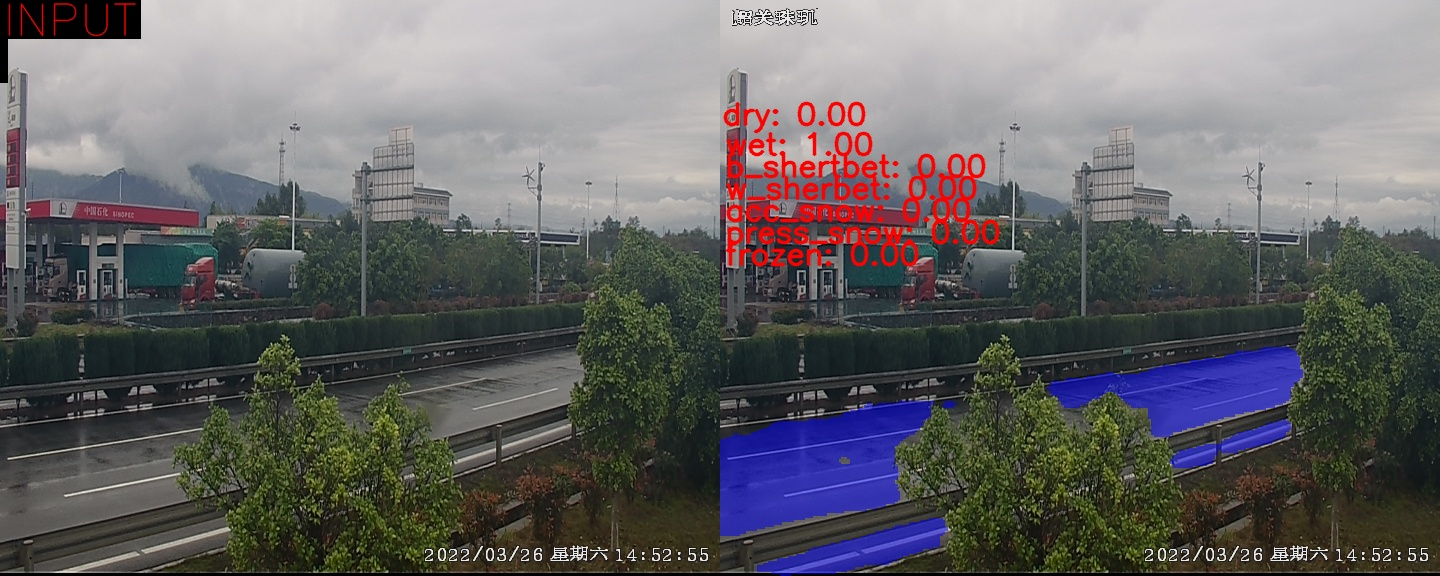 INPUT
韶关珠玑
dry: 0.00
wet: 1.00
b_shertbet: 0.00
w_sherbet: 0.00
acc_snow: 0.00
press_snow: 0.00
frozen: 0.00
中国石化 SINOPEC
2022/03/26 星期六 14:52:55
2022/03/26 星期六 14:52:55